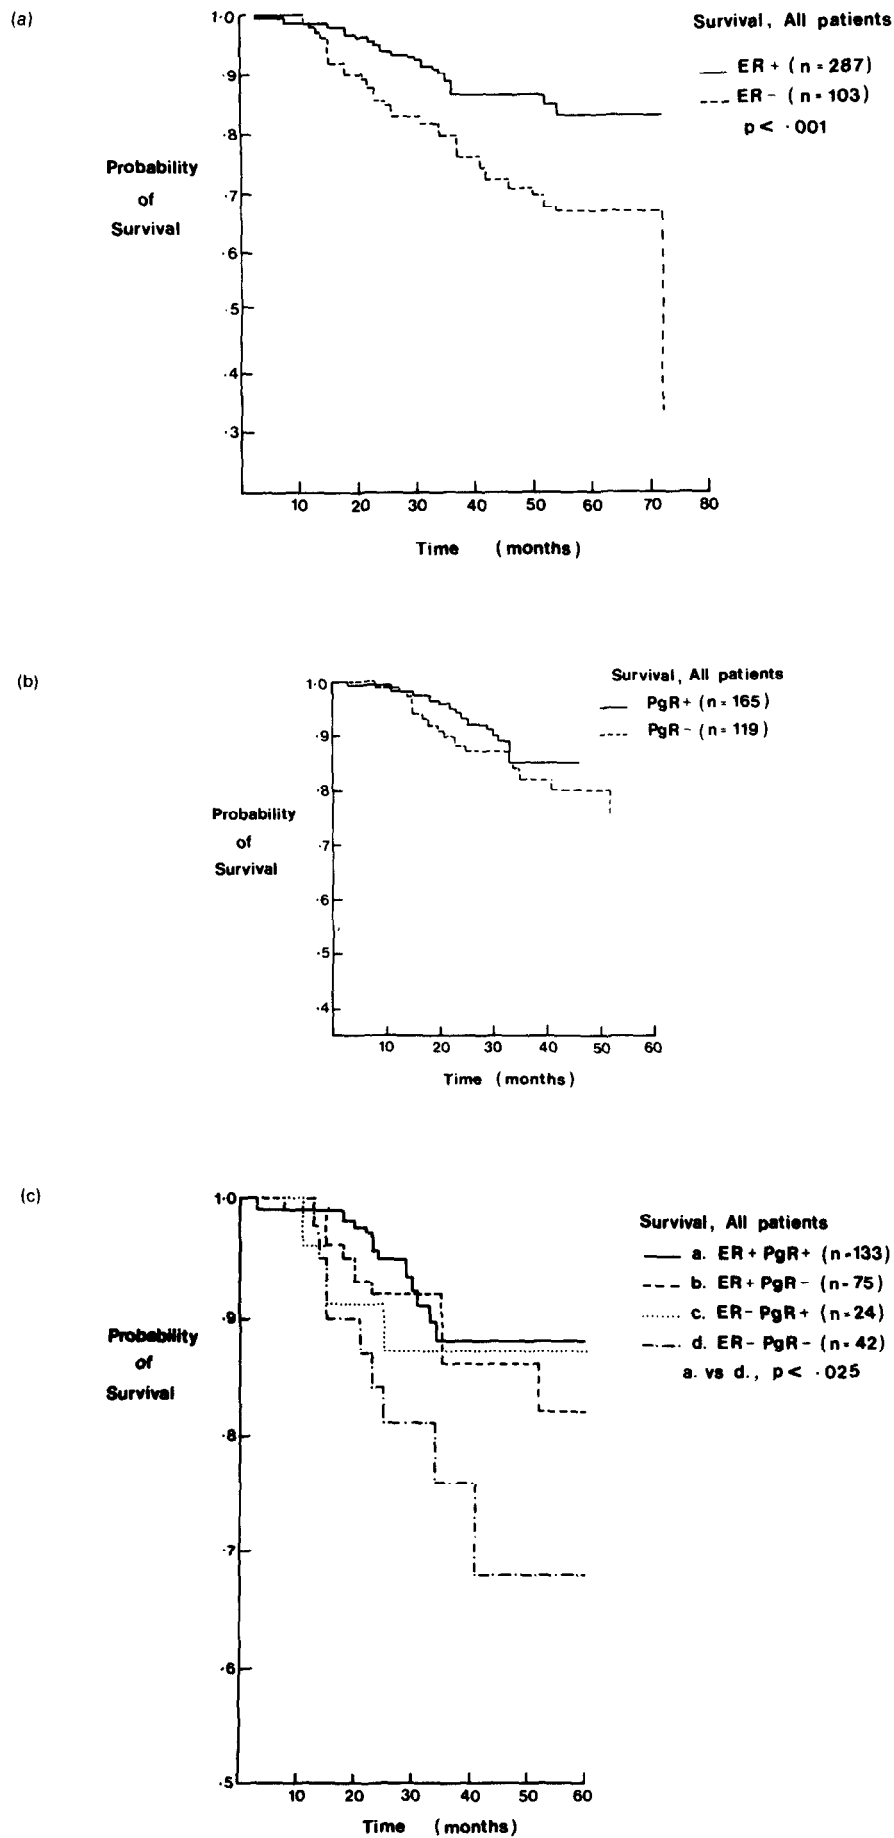 (a)
Survival, All patients
ER + (n = 287)
ER - (n = 103)
p < ·001
1·0
·9
·8
·7
·6
·5
·4
·3
Probability
of
Survival
10 20 30 40 50 60 70 80
Time (months)
(b)
Survival, All patients
PgR + (n = 165)
PgR - (n = 119)
1·0
·9
·8
·7
·6
·5
·4
Probability
of
Survival
10 20 30 40 50 60
Time (months)
(c)
Survival, All patients
a. ER + PgR + (n=133)
b. ER + PgR - (n=75)
c. ER - PgR + (n=24)
d. ER - PgR - (n=42)
a. vs d., p < ·025
1·0
·9
·8
·7
·6
·5
Probability
of
Survival
10 20 30 40 50 60
Time (months)